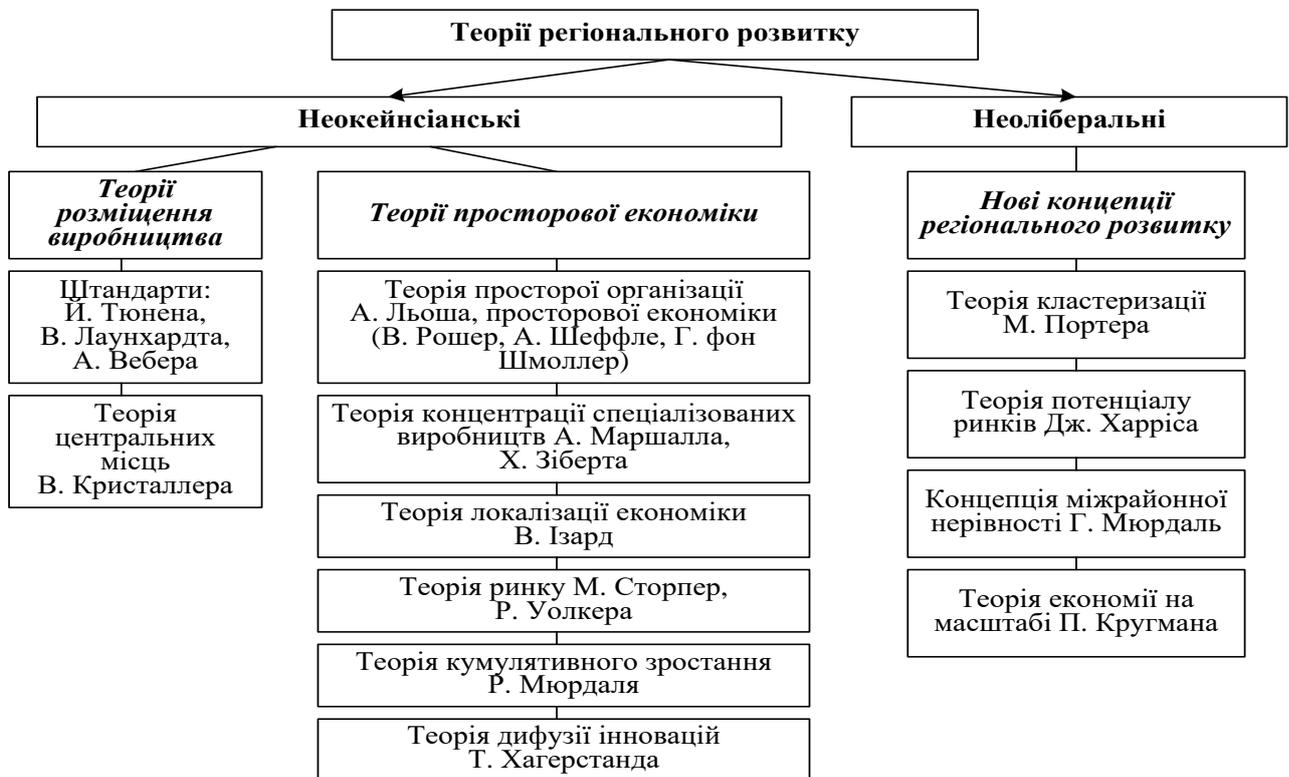 Теорії регіонального розвитку
Неокейнсіанські
Неоліберальні
Теорії
розміщення
виробництва
Штандарти:
Й. Тюнена,
В. Лаунхардта,
А. Вебера
Теорія
центральних
місць
В. Кристаллера
Теорії просторової економіки
Теорія просторої організації
А. Льоша, просторової економіки
(В. Рошер, А. Шеффле, Г. фон
Шмоллер)
Теорія концентрації спеціалізованих
виробництв А. Маршалла,
Х. Зіберта
Теорія локалізації економіки
В. Ізард
Теорія ринку М. Сторпер,
Р. Уолкера
Теорія кумулятивного зростання
Р. Мюрдаля
Теорія дифузії інновацій
Т. Хагерстанда
Нові концепції
регіонального розвитку
Теорія кластеризації
М. Портера
Теорія потенціалу
ринків Дж. Харріса
Концепція міжрайонної
нерівності Г. Мюрдаль
Теорія економії на
масштабі П. Кругмана